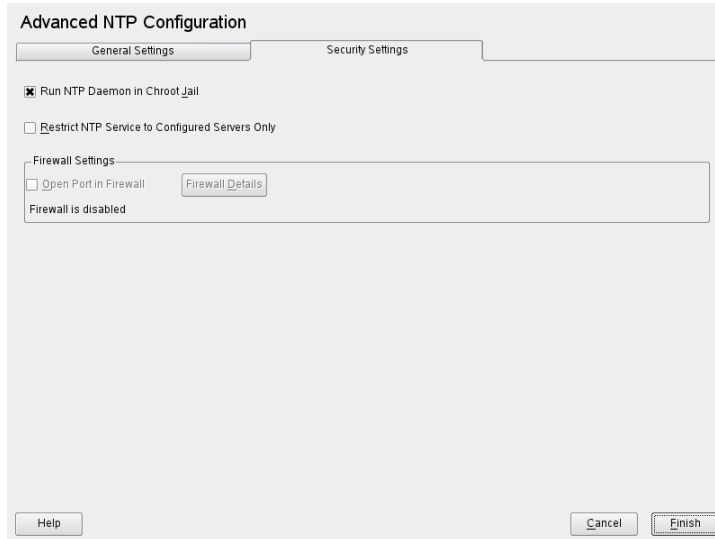 Advanced NTP Configuration
General Settings
Security Settings
Run NTP Daemon in Chroot Jail
Restrict NTP Service to Configured Servers Only
Firewall Settings
Open Port in Firewall
Firewall Details
Firewall is disabled
Help
Cancel
Finish